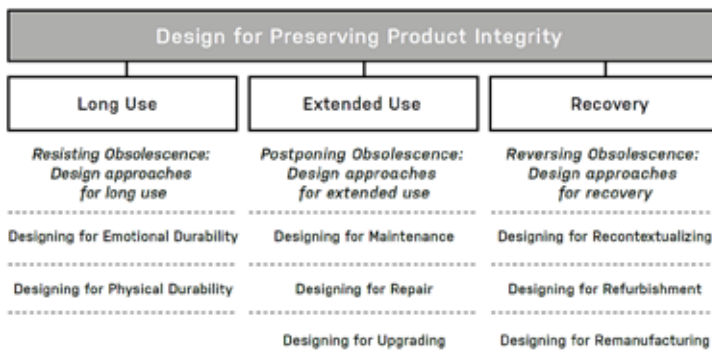 Design for Preserving Product Integrity
Long Use
Extended Use
Recovery
Resisting Obsolescence:
Design approaches
for long use
Postponing Obsolescence:
Design approaches
for extended use
Reversing Obsolescence:
Design approaches
for recovery
Designing for Emotional Durability
Designing for Maintenance
Designing for Recontextualizing
Designing for Physical Durability
Designing for Repair
Designing for Refurbishment
Designing for Upgrading
Designing for Remanufacturing